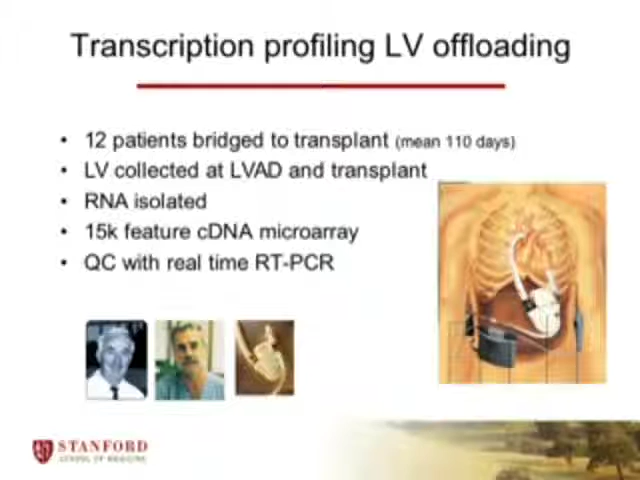 Transcription profiling LV offloading
• 12 patients bridged to transplant (mean 110 days)
• LV collected at LVAD and transplant
• RNA isolated
• 15k feature cDNA microarray
• QC with real time RT-PCR
STANFORD
SCHOOL OF MEDICINE